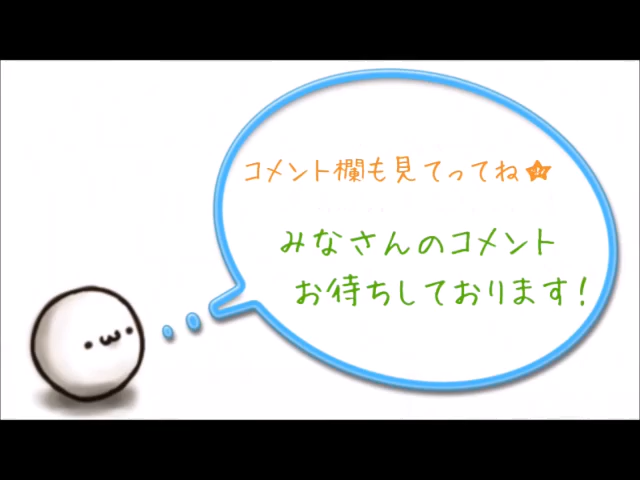 コメント欄も見てってね★
みなさんのコメント
お待ちしております!